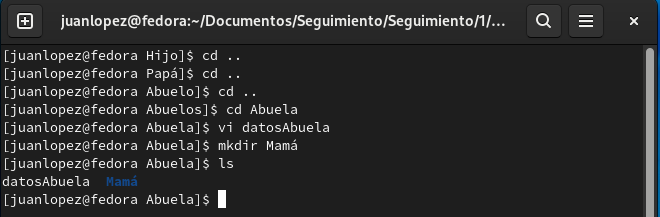 juanlopez@fedora:~/Documentos/Seguimiento/Seguimiento/1/...
[juanlopez@fedora Hijo]$ cd ..
[juanlopez@fedora Papá]$ cd ..
[juanlopez@fedora Abuelo]$ cd ..
[juanlopez@fedora Abuelos]$ cd Abuela
[juanlopez@fedora Abuela]$ vi datosAbuela
[juanlopez@fedora Abuela]$ mkdir Mamá
[juanlopez@fedora Abuela]$ ls
datosAbuela  Mamá
[juanlopez@fedora Abuela]$